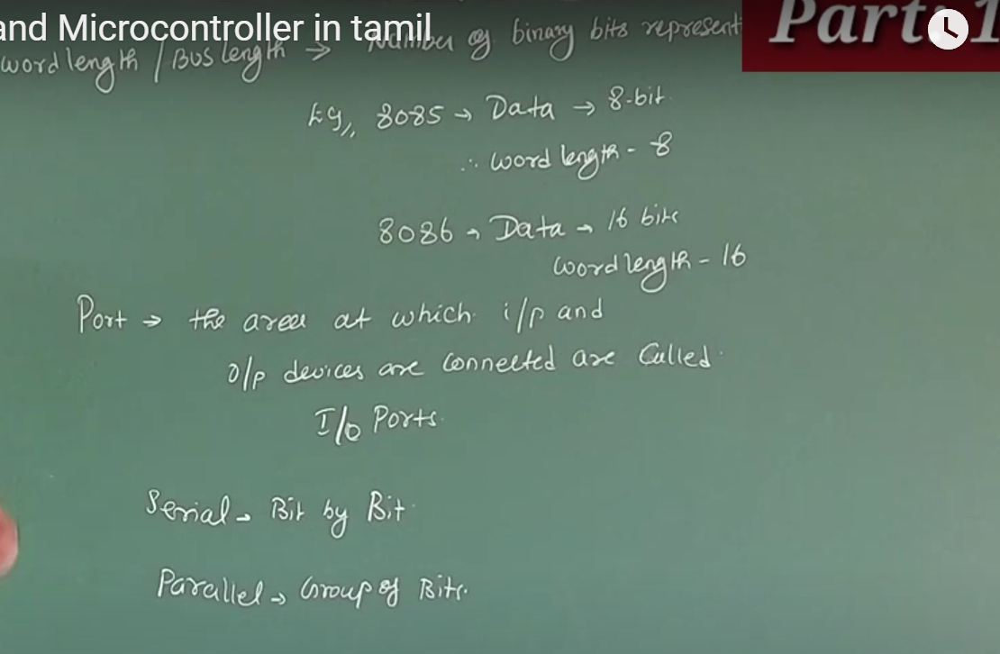 and Microcontroller in tamil
Part: 1
word length / BUS length → Number of binary bits represent
Eg,, 8085 → Data → 8-bit.
∴ word length - 8
8086 → Data → 16 bits
word length - 16
Port → the area at which i/p and
O/p devices are connected are called
I/O Ports.
Serial → Bit by Bit.
Parallel → Group of Bits.